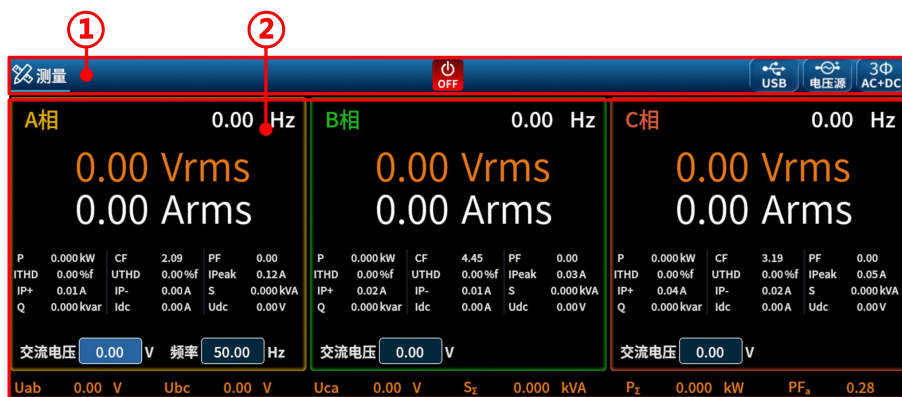 ① ②
测量 OFF USB 电压源 3Φ AC+DC
A相 0.00 Hz
0.00 Vrms
0.00 Arms
P 0.000 kW CF 2.09 PF 0.00
ITHD 0.00 %f UTHD 0.00 %f IPeak 0.12 A
IP+ 0.01 A IP- 0.00 A S 0.000 kVA
Q 0.000 kvar Idc 0.00 A Udc 0.00 V
交流电压 0.00 V 频率 50.00 Hz
B相 0.00 Hz
0.00 Vrms
0.00 Arms
P 0.000 kW CF 4.45 PF 0.00
ITHD 0.00 %f UTHD 0.00 %f IPeak 0.03 A
IP+ 0.02 A IP- 0.01 A S 0.000 kVA
Q 0.000 kvar Idc 0.00 A Udc 0.00 V
交流电压 0.00 V
C相 0.00 Hz
0.00 Vrms
0.00 Arms
P 0.000 kW CF 3.19 PF 0.00
ITHD 0.00 %f UTHD 0.00 %f IPeak 0.05 A
IP+ 0.04 A IP- 0.02 A S 0.000 kVA
Q 0.000 kvar Idc 0.00 A Udc 0.00 V
交流电压 0.00 V
Uab 0.00 V Ubc 0.00 V Uca 0.00 V SΣ 0.000 kVA PΣ 0.000 kW PFa 0.28